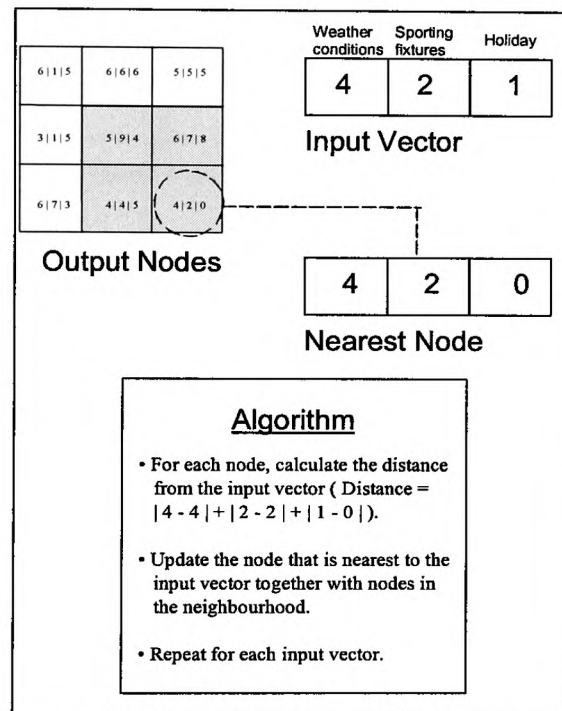 Weather conditions Sporting fixtures Holiday
4 2 1
Input Vector
6|1|5 6|6|6 5|5|5
3|1|5 5|9|4 6|7|8
6|7|3 4|4|5 4|2|0
Output Nodes
4 2 0
Nearest Node
Algorithm
• For each node, calculate the distance
from the input vector ( Distance =
|4 - 4| + |2 - 2| + |1 - 0| ).
• Update the node that is nearest to the
input vector together with nodes in
the neighbourhood.
• Repeat for each input vector.